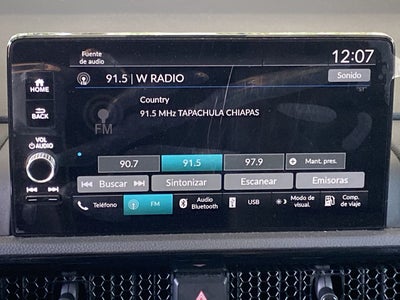 Fuente de audio
12:07
HOME
91.5 | W RADIO
Sonido
Country
ST
BACK
91.5 MHz TAPACHULA CHIAPAS
FM
VOL
AUDIO
90.7 91.5 97.9 Mant. pres.
Buscar Sintonizar Escanear Emisoras
Teléfono FM Audio Bluetooth USB Modo de visual. Comp. de viaje